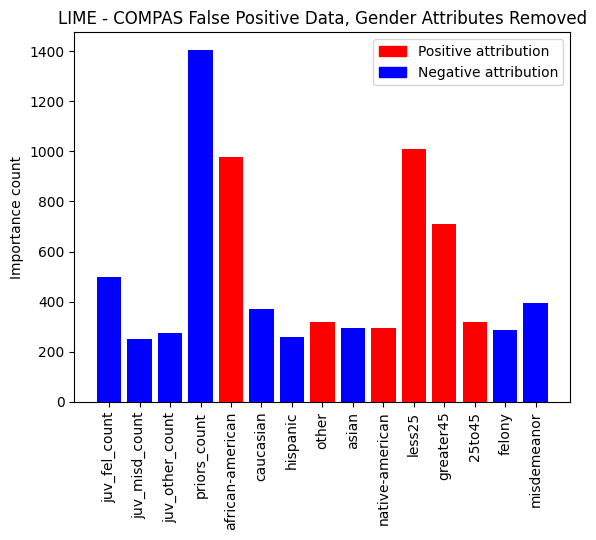 LIME - COMPAS False Positive Data, Gender Attributes Removed
Positive attribution
Negative attribution
Importance count
1400
1200
1000
800
600
400
200
0
juv_fel_count
juv_misd_count
juv_other_count
priors_count
african-american
caucasian
hispanic
other
asian
native-american
less25
greater45
25to45
felony
misdemeanor